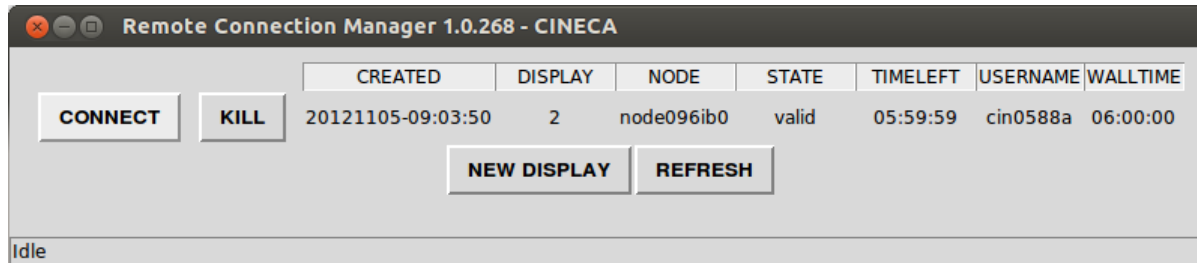 Remote Connection Manager 1.0.268 - CINECA
CREATED DISPLAY NODE STATE TIMELEFT USERNAME WALLTIME
CONNECT KILL 20121105-09:03:50 2 node096ib0 valid 05:59:59 cin0588a 06:00:00
NEW DISPLAY REFRESH
Idle